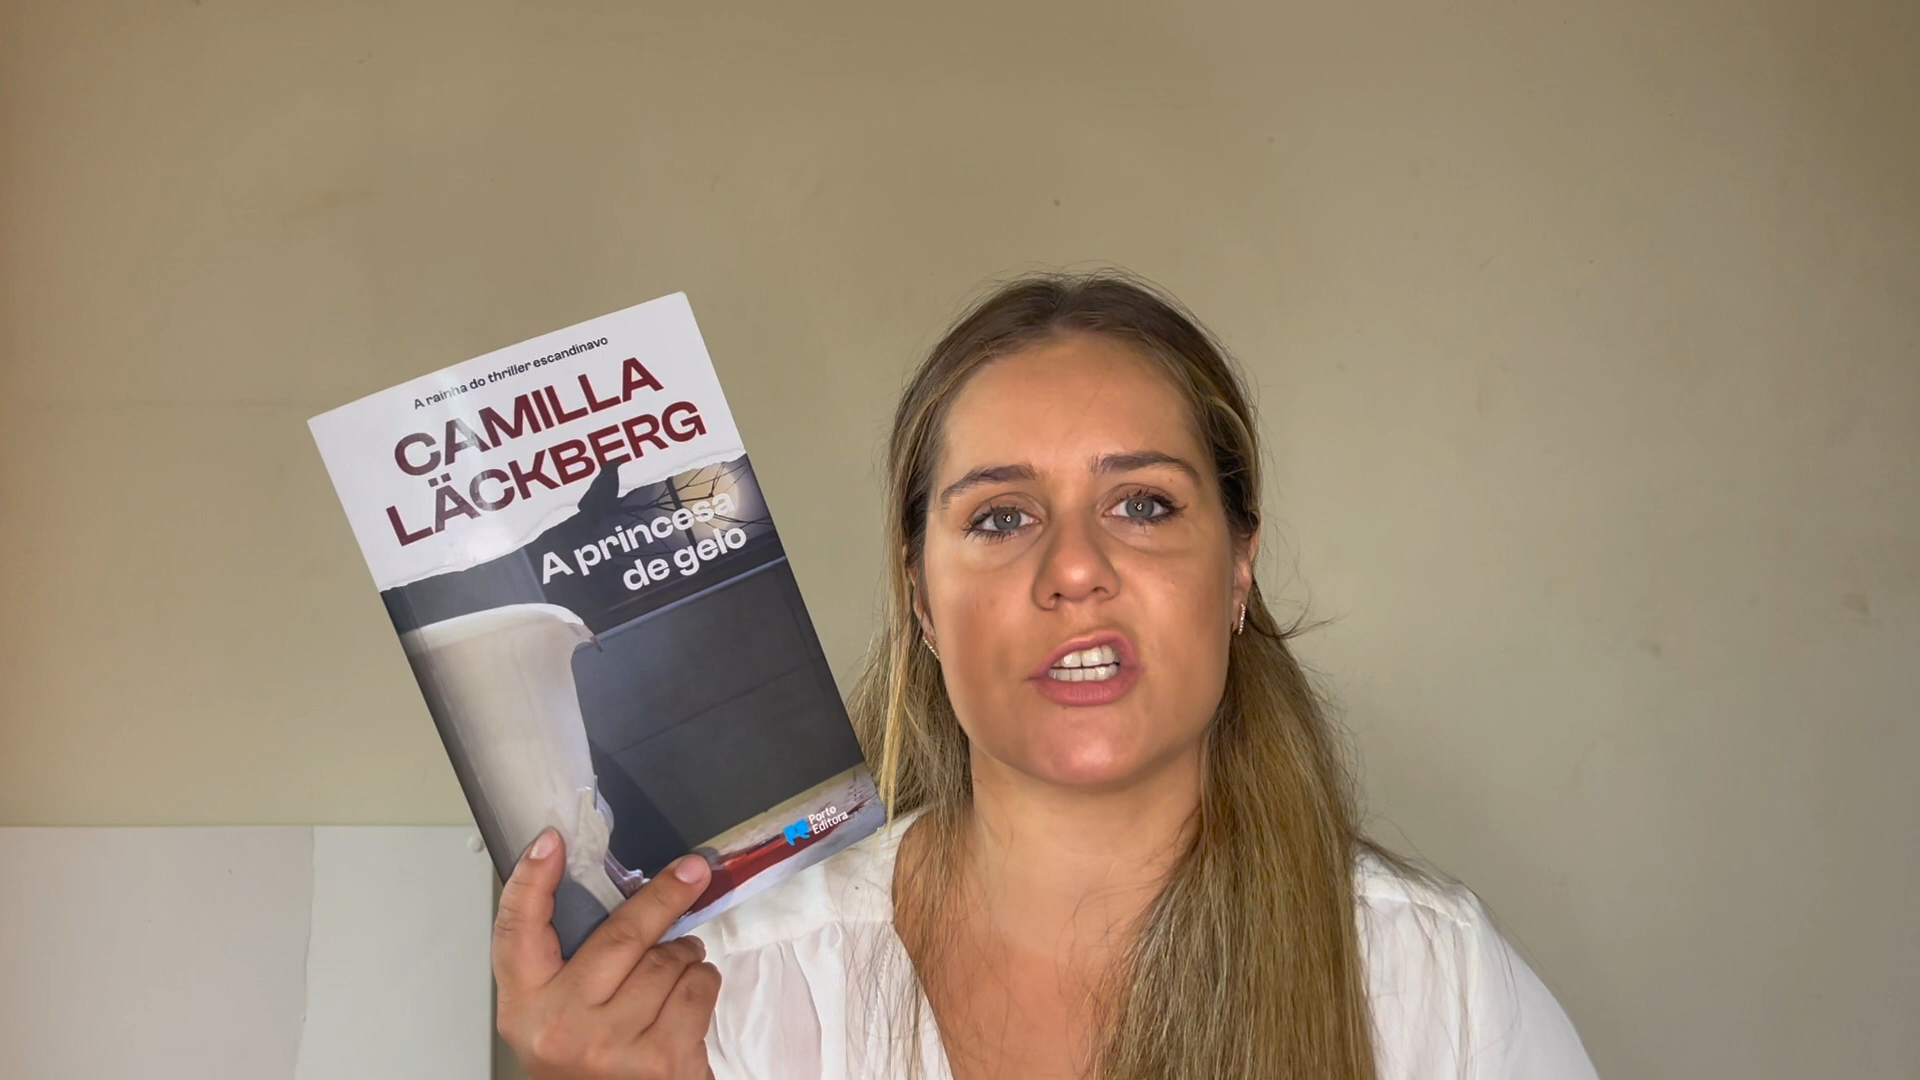 A rainha do thriller escandinavo
CAMILLA
LÄCKBERG
A princesa
de gelo
Porto
Editora